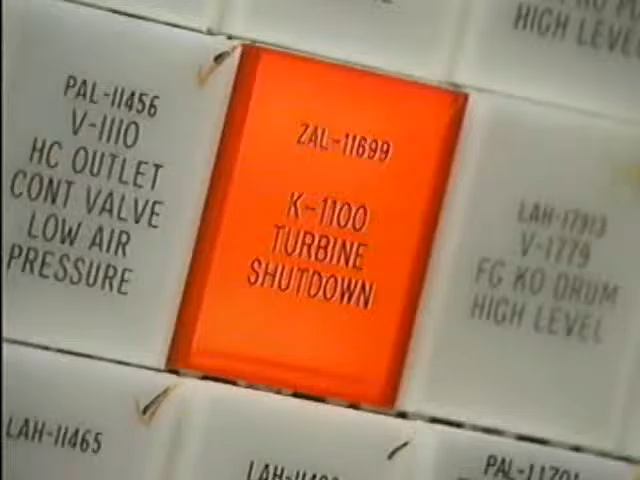 HIGH LEVEL
PAL-11456
V-1110
HC OUTLET
CONT VALVE
LOW AIR
PRESSURE
ZAL-11699
K-1100
TURBINE
SHUTDOWN
LAH-17913
V-1779
FG KO DRUM
HIGH LEVEL
LAH-11465